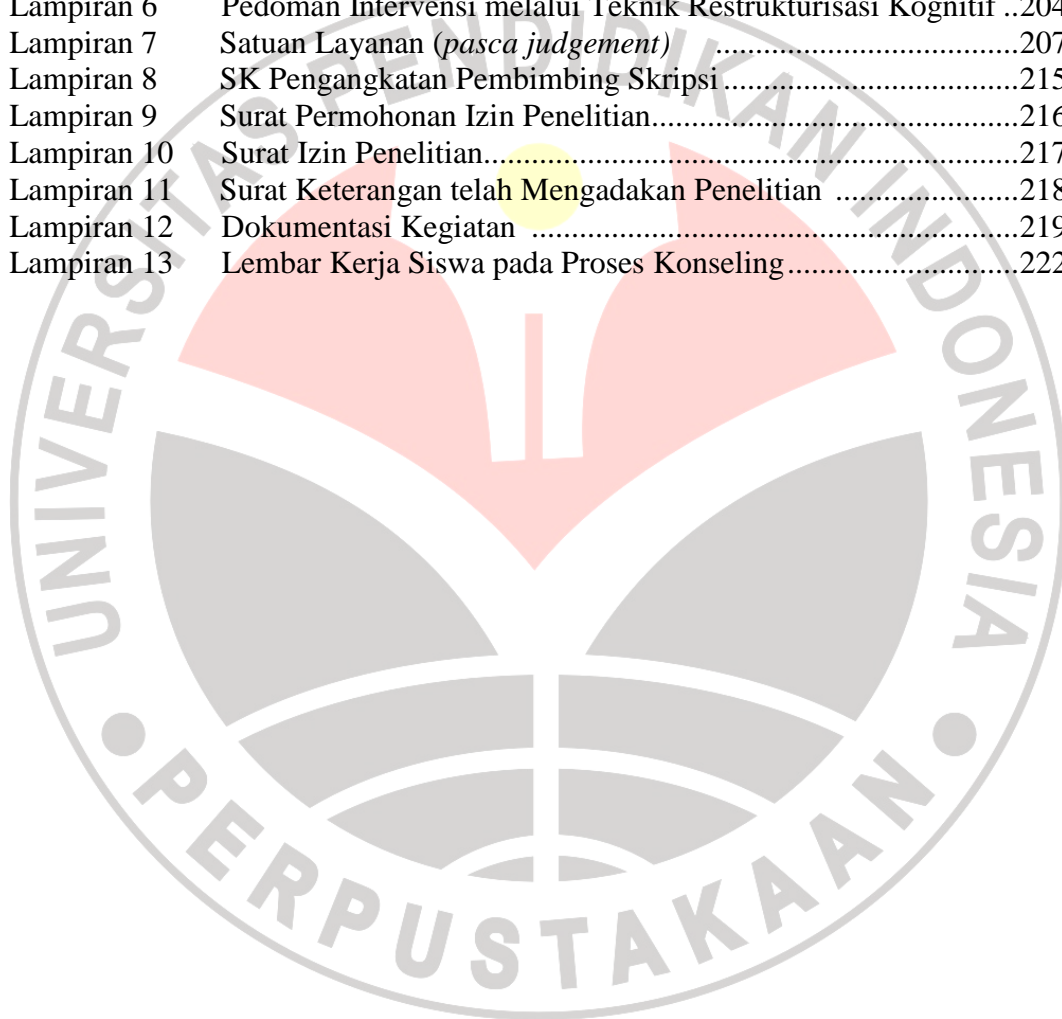 Lampiran 6 Pedoman Intervensi melalui Teknik Restrukturisasi Kognitif ..204
Lampiran 7 Satuan Layanan (pasca judgement) .....................................207
Lampiran 8 SK Pengangkatan Pembimbing Skripsi....................................215
Lampiran 9 Surat Permohonan Izin Penelitian.............................................216
Lampiran 10 Surat Izin Penelitian.................................................................217
Lampiran 11 Surat Keterangan telah Mengadakan Penelitian ......................218
Lampiran 12 Dokumentasi Kegiatan ............................................................219
Lampiran 13 Lembar Kerja Siswa pada Proses Konseling............................222
UNIVERSITAS PENDIDIKAN INDONESIA
PERPUSTAKAAN